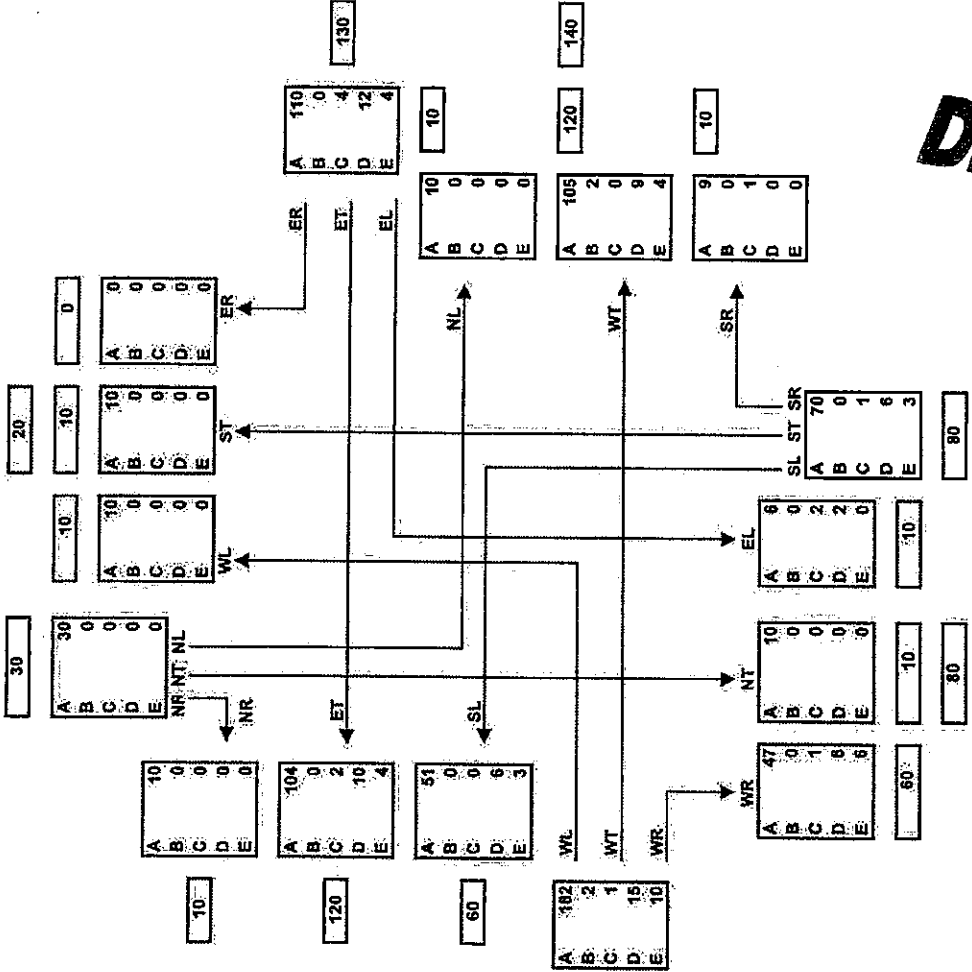 30
20
10
10
0
130
A 30
B 0
C 0
D 0
E 0
A 10
B 0
C 0
D 0
E 0
A 10
B 0
C 0
D 0
E 0
A 0
B 0
C 0
D 0
E 0
A 110
B 0
C 4
D 12
E 4
NR NT NL
WL
ST
ER
ER
ET
EL
10
A 10
B 0
C 0
D 0
E 0
NR
NL
A 10
B 0
C 0
D 0
E 0
10
120
A 104
B 0
C 2
D 10
E 4
ET
WT
A 105
B 2
C 0
D 9
E 4
120
140
60
A 51
B 0
C 0
D 6
E 3
SL
SR
A 9
B 0
C 1
D 0
E 0
10
A 162
B 2
C 1
D 15
E 10
WL
WT
WR
WR
NT
EL
SL ST SR
A 47
B 0
C 1
D 6
E 6
A 10
B 0
C 0
D 0
E 0
A 6
B 0
C 2
D 2
E 0
A 70
B 0
C 1
D 6
E 3
60
10
10
80
80